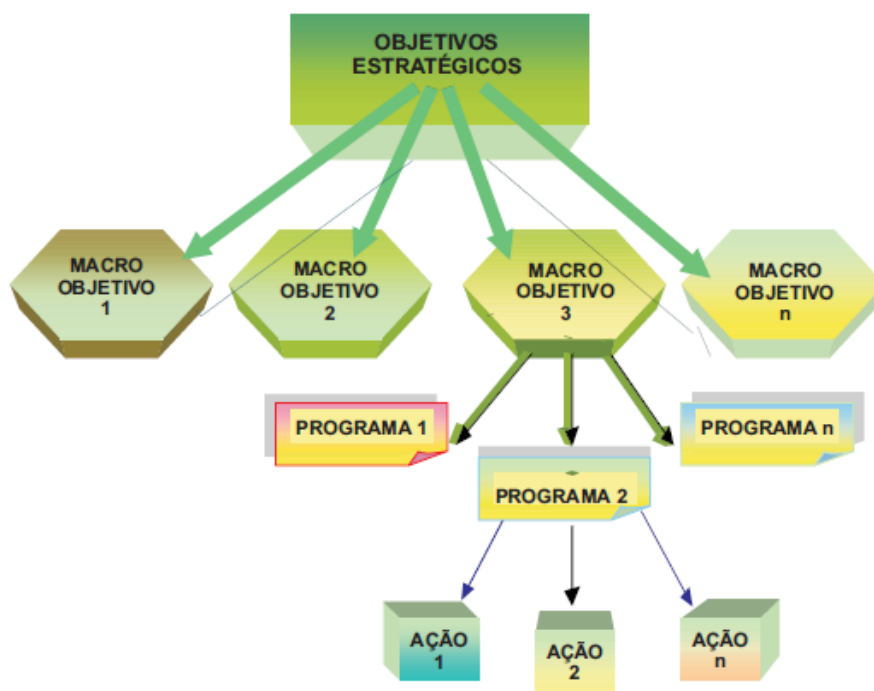 OBJETIVOS
ESTRATÉGICOS
MACRO
OBJETIVO
1
MACRO
OBJETIVO
2
MACRO
OBJETIVO
3
MACRO
OBJETIVO
n
PROGRAMA 1
PROGRAMA n
PROGRAMA 2
AÇÃO
1
AÇÃO
2
AÇÃO
n